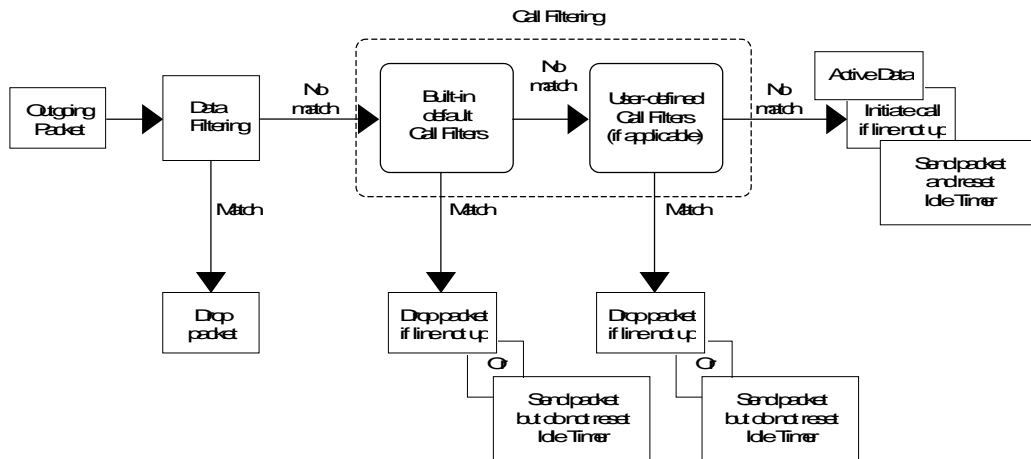 Call Filtering
Outgoing
Packet
Data
Filtering
No
match
Built-in
default
Call Filters
No
match
User-defined
Call Filters
(if applicable)
No
match
Active Data
Initiate call
if line not up
Send packet
and reset
Idle Timer
Match
Match
Match
Drop
packet
Drop packet
if line not up
Or
Send packet
but do not reset
Idle Timer
Drop packet
if line not up
Or
Send packet
but do not reset
Idle Timer